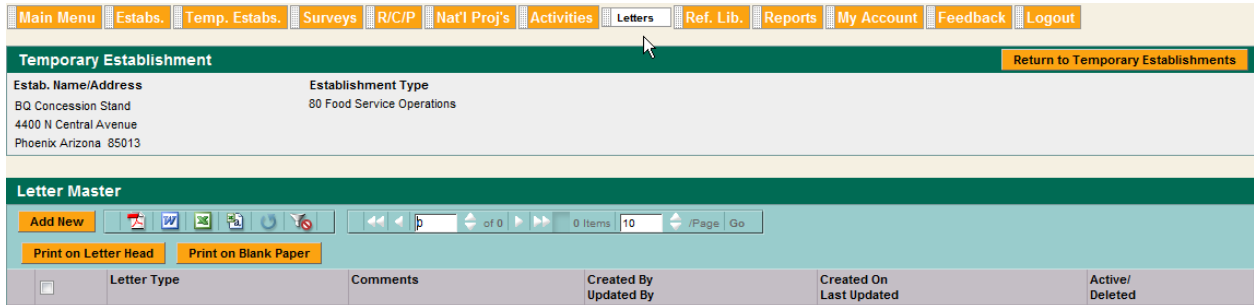 Main Menu Estabs. Temp. Estabs. Surveys R/C/P Nat'l Proj's Activities Letters Ref. Lib. Reports My Account Feedback Logout
Temporary Establishment Return to Temporary Establishments
Estab. Name/Address Establishment Type
BQ Concession Stand 80 Food Service Operations
4400 N Central Avenue
Phoenix Arizona 85013
Letter Master
Add New 0 of 0 0 Items 10 /Page Go
Print on Letter Head Print on Blank Paper
Letter Type Comments Created By Created On Active/
Updated By Last Updated Deleted